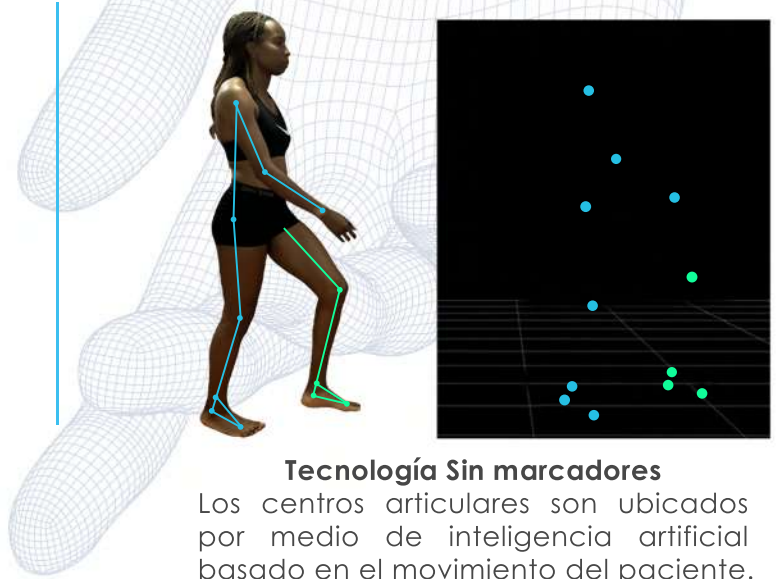 Tecnología Sin marcadores
Los centros articulares son ubicados
por medio de inteligencia artificial
basado en el movimiento del paciente.